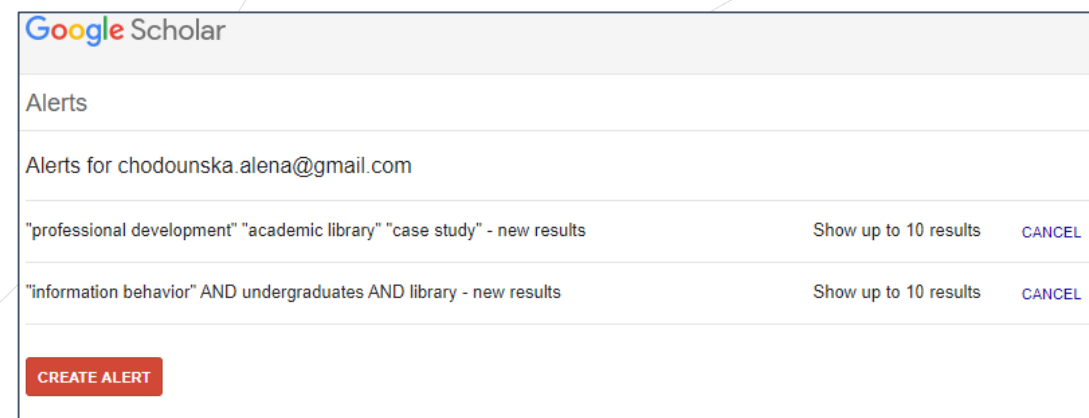 Google Scholar
Alerts
Alerts for chodounska.alena@gmail.com
"professional development" "academic library" "case study" - new results Show up to 10 results CANCEL
"information behavior" AND undergraduates AND library - new results Show up to 10 results CANCEL
CREATE ALERT